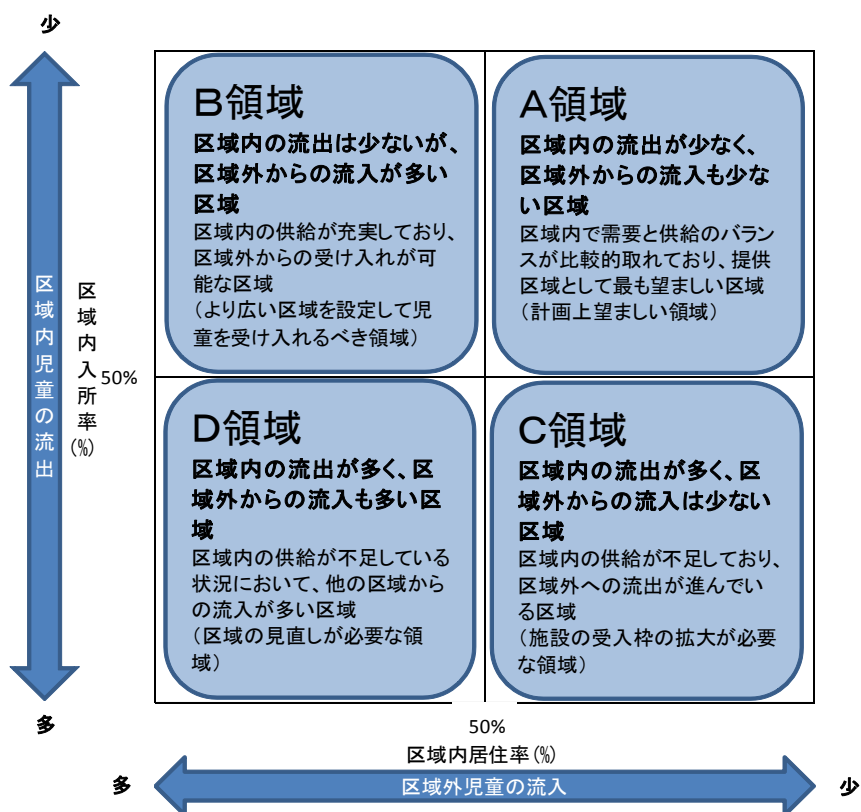 少
B領域
区域内の流出は少ないが、
区域外からの流入が多い
区域
区域内の供給が充実しており、
区域外からの受け入れが可
能な区域
（より広い区域を設定して児
童を受け入れるべき領域）
A領域
区域内の流出が少なく、
区域外からの流入も少な
い区域
区域内で需要と供給のバラン
スが比較的取れており、提供
区域として最も望ましい区域
（計画上望ましい領域）
区域内児童の流出
区域内入所率(%)
50%
D領域
区域内の流出が多く、区
域外からの流入も多い区
域
区域内の供給が不足している
状況において、他の区域から
の流入が多い区域
（区域の見直しが必要な領
域）
C領域
区域内の流出が多く、区
域外からの流入は少ない
区域
区域内の供給が不足しており、
区域外への流出が進んでい
る区域
（施設の受入枠の拡大が必要
な領域）
多
50%
区域内居住率(%)
多
区域外児童の流入
少